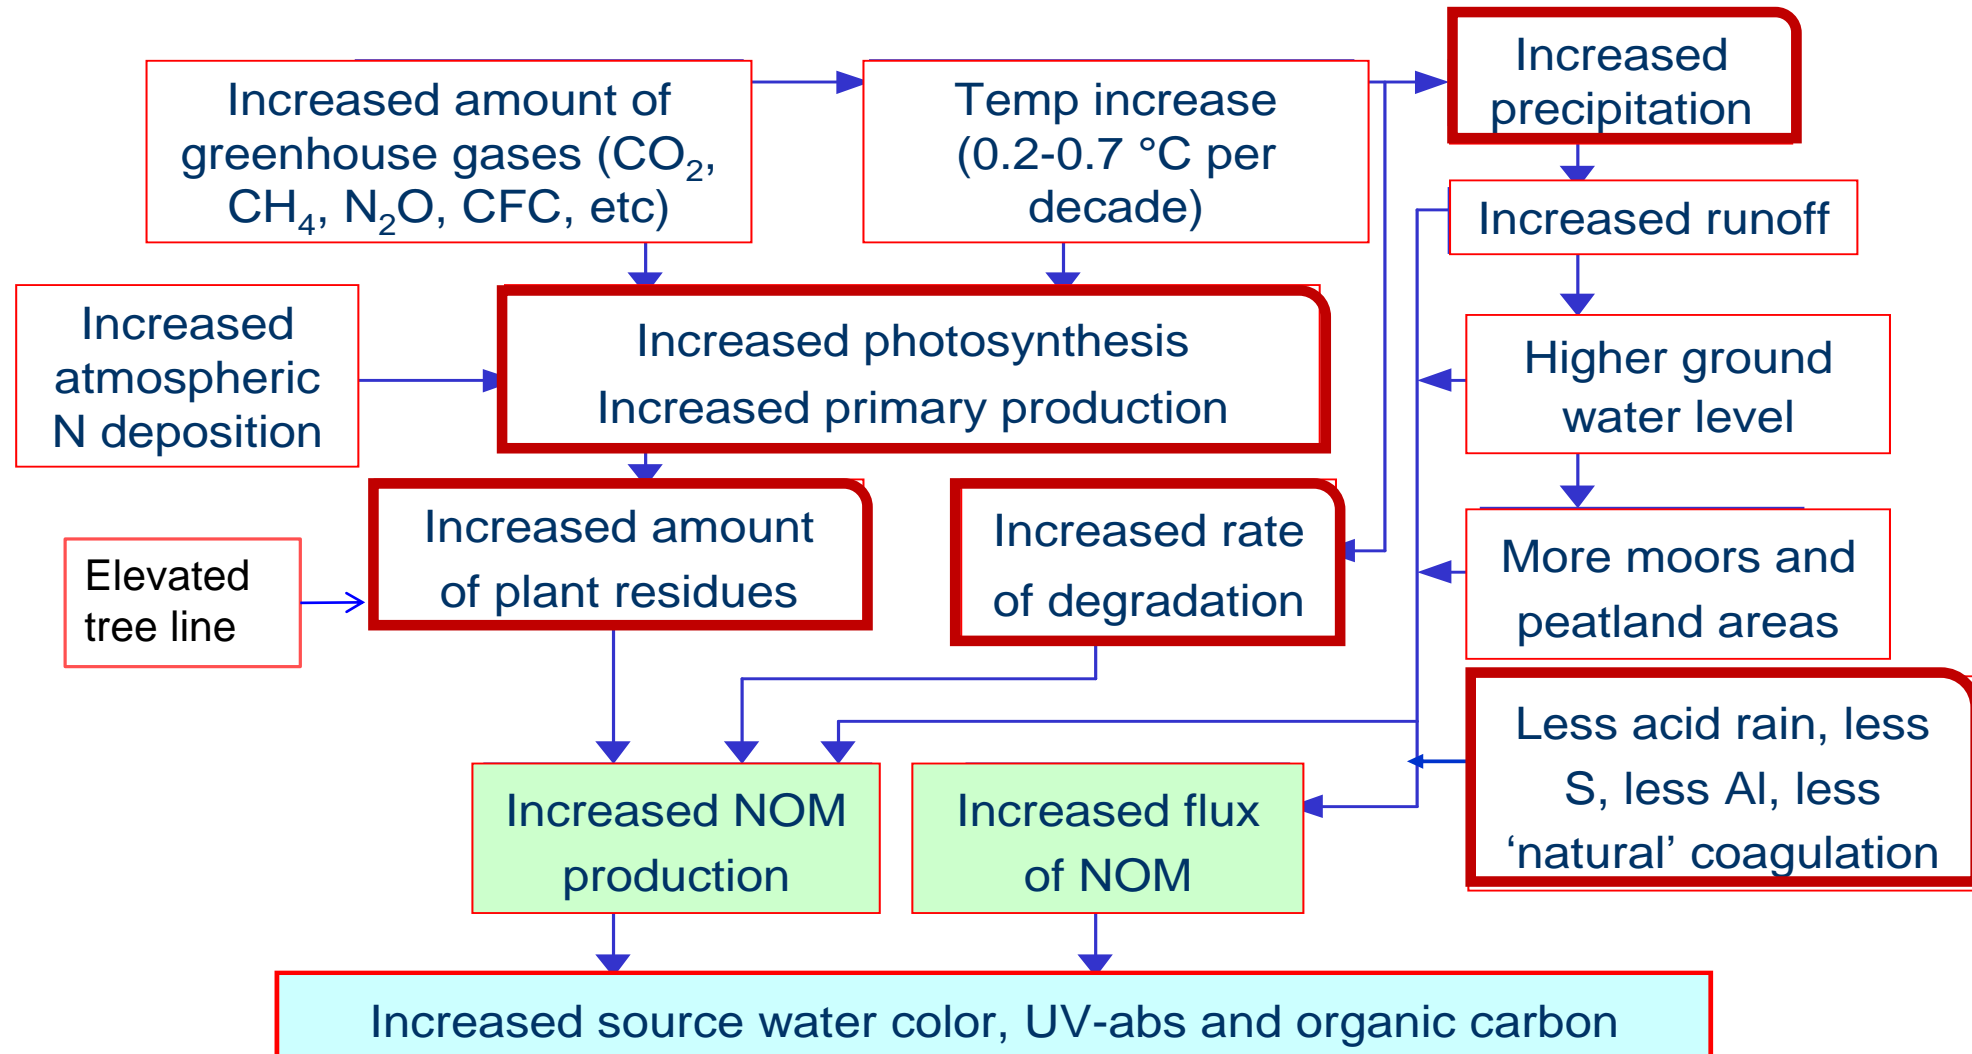 Increased amount of
greenhouse gases (CO₂,
CH₄, N₂O, CFC, etc)
Temp increase
(0.2-0.7 °C per
decade)
Increased
precipitation
Increased runoff
Increased
atmospheric
N deposition
Increased photosynthesis
Increased primary production
Higher ground
water level
Elevated
tree line
Increased amount
of plant residues
Increased rate
of degradation
More moors and
peatland areas
Less acid rain, less
S, less Al, less
‘natural’ coagulation
Increased NOM
production
Increased flux
of NOM
Increased source water color, UV-abs and organic carbon